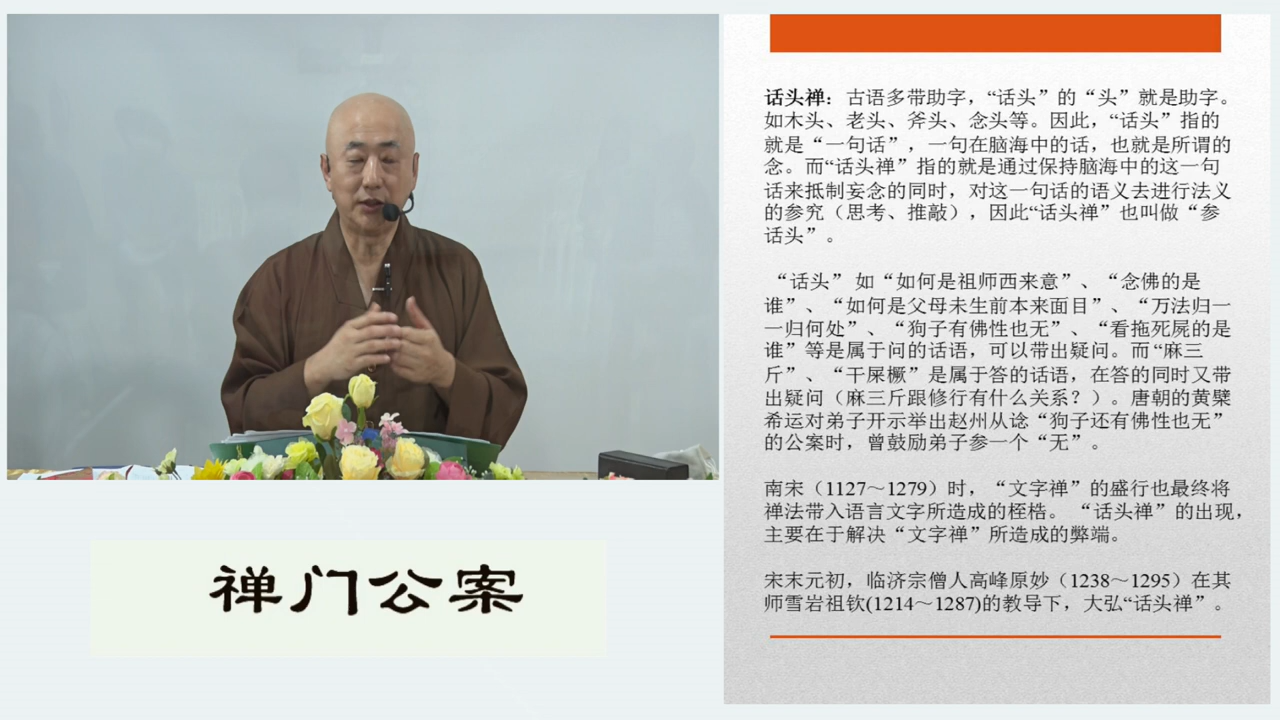 话头禅：古语多带助字，“话头”的“头”就是助字。
如木头、老头、斧头、念头等。因此，“话头”指的
就是“一句话”，一句在脑海中的话，也就是所谓的
念。而“话头禅”指的就是通过保持脑海中的这一句
话来抵制妄念的同时，对这一句话的语义去进行法义
的参究（思考、推敲），因此“话头禅”也叫做“参
话头”。
“话头” 如“如何是祖师西来意”、“念佛的是
谁”、“如何是父母未生前本来面目”、“万法归一
一归何处”、“狗子有佛性也无”、“看拖死屍的是
谁”等是属于问的话语，可以带出疑问。而“麻三
斤”、“干屎橛”是属于答的话语，在答的同时又带
出疑问（麻三斤跟修行有什么关系？）。唐朝的黄檗
希运对弟子开示举出赵州从谂“狗子还有佛性也无”
的公案时，曾鼓励弟子参一个“无”。
南宋（1127～1279）时，“文字禅”的盛行也最终将
禅法带入语言文字所造成的桎梏。“话头禅”的出现，
主要在于解决“文字禅”所造成的弊端。
宋末元初，临济宗僧人高峰原妙（1238～1295）在其
师雪岩祖钦(1214～1287)的教导下，大弘“话头禅”。
禅门公案